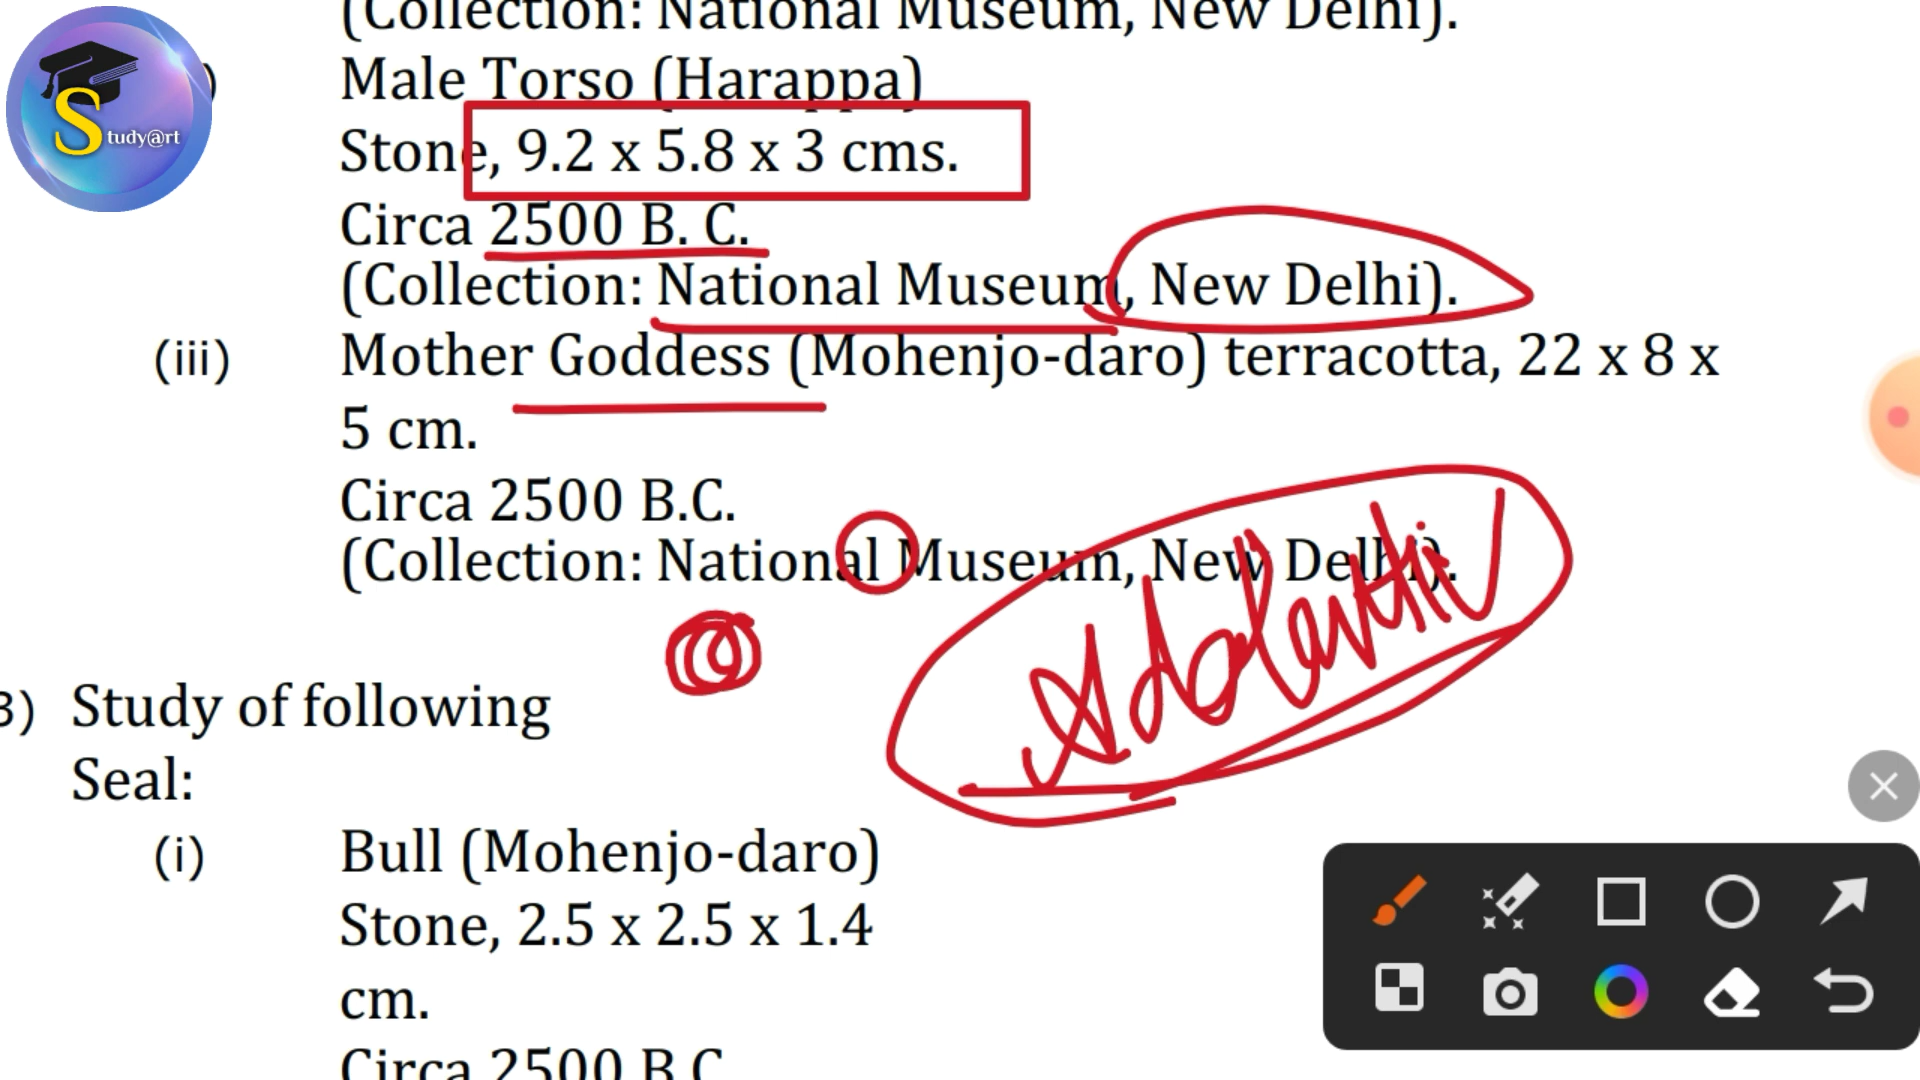 (Collection: National Museum, New Delhi).
Study@rt
)
Male Torso (Harappa)
Stone, 9.2 x 5.8 x 3 cms.
Circa 2500 B. C.
(Collection: National Museum, New Delhi).
(iii) Mother Goddess (Mohenjo-daro) terracotta, 22 x 8 x
5 cm.
Circa 2500 B.C.
(Collection: National Museum, New Delhi).
3) Study of following
Seal:
(i) Bull (Mohenjo-daro)
Stone, 2.5 x 2.5 x 1.4
cm.
Circa 2500 B.C.